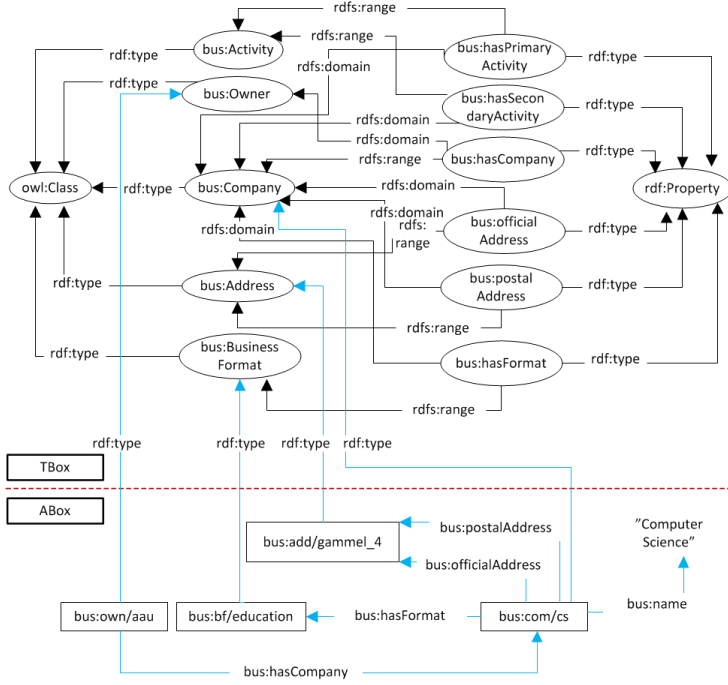 rdfs:range
rdf:type
bus:Activity
rdfs:range
bus:hasPrimary
Activity
rdf:type
rdfs:domain
rdf:type
bus:Owner
bus:hasSecon
daryActivity
rdf:type
rdfs:domain
rdfs:domain
rdfs:range
bus:hasCompany
rdf:type
owl:Class
rdf:type
bus:Company
rdfs:domain
rdf:Property
rdfs:domain
rdfs:domain
rdfs:
range
bus:official
Address
rdf:type
rdf:type
bus:Address
bus:postal
Address
rdf:type
rdfs:range
rdf:type
bus:Business
Format
bus:hasFormat
rdf:type
rdfs:range
rdf:type
rdf:type
rdf:type
rdf:type
TBox
ABox
bus:add/gammel_4
bus:postalAddress
bus:officialAddress
”Computer
Science”
bus:own/aau
bus:bf/education
bus:hasFormat
bus:com/cs
bus:name
bus:hasCompany